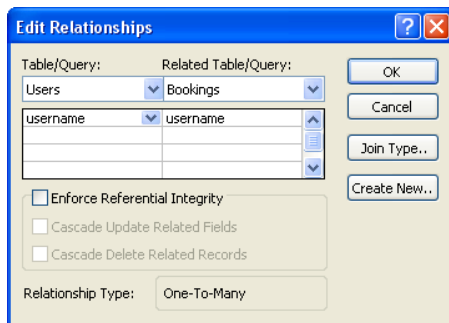 Edit Relationships
Table/Query: Related Table/Query:
OK
Users Bookings
Cancel
username username
Join Type..
Create New..
Enforce Referential Integrity
Cascade Update Related Fields
Cascade Delete Related Records
Relationship Type: One-To-Many